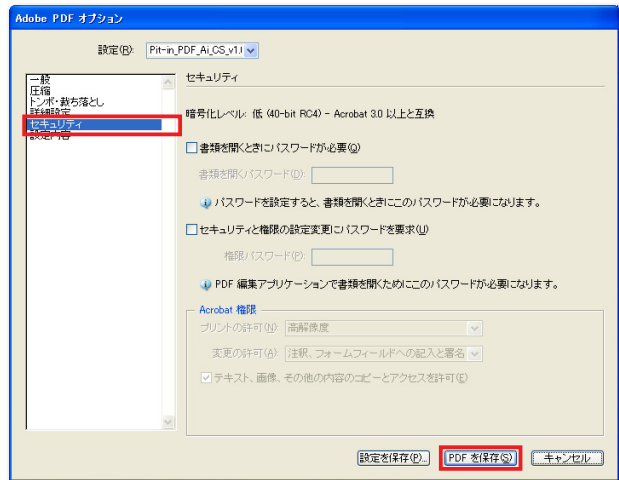 Adobe PDF オプション
設定(R): Pit-in_PDF_Ai_CS_v1.(
一般
圧縮
トンボ・裁ち落とし
詳細設定
セキュリティ
設定内容
セキュリティ
暗号化レベル: 低 (40-bit RC4) - Acrobat 3.0 以上と互換
書類を開くときにパスワードが必要(Q)
書類を開くパスワード(D):
パスワードを設定すると、書類を開くときにこのパスワードが必要になります。
セキュリティと権限の設定変更にパスワードを要求(U)
権限パスワード(P):
PDF 編集アプリケーションで書類を開くためにこのパスワードが必要になります。
Acrobat 権限
プリントの許可(N): 高解像度
変更の許可(A): 注釈、フォームフィールドへの記入と署名
テキスト、画像、その他の内容のコピーとアクセスを許可(E)
設定を保存(P)... PDF を保存(S) キャンセル